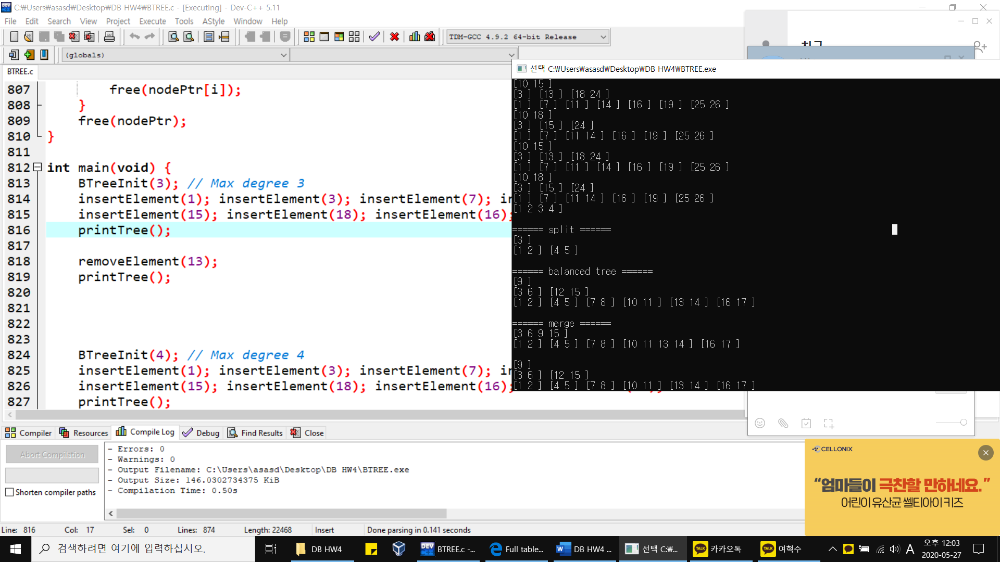 C:₩Users₩asasd₩Desktop₩DB HW4₩BTREE.c - [Executing] - Dev-C++ 5.11
File Edit Search View Project Execute Tools AStyle Window Help
TDM-GCC 4.9.2 64-bit Release
(globals)
BTREE.c
807 free(nodePtr[i]);
808 }
809 free(nodePtr);
810 }
811
812 int main(void) {
813 BTreeInit(3); // Max degree 3
814 insertElement(1); insertElement(3); insertElement(7);
815 insertElement(15); insertElement(18); insertElement(16);
816 printTree();
817
818 removeElement(13);
819 printTree();
820
821
822
823
824 BTreeInit(4); // Max degree 4
825 insertElement(1); insertElement(3); insertElement(7);
826 insertElement(15); insertElement(18); insertElement(16);
827 printTree();
선택 C:₩Users₩asasd₩Desktop₩DB HW4₩BTREE.exe
[10 15 ]
[3 ] [13 ] [18 24 ]
[1 ] [7 ] [11 ] [14 ] [16 ] [19 ] [25 26 ]
[10 18 ]
[3 ] [15 ] [24 ]
[1 ] [7 ] [11 14 ] [16 ] [19 ] [25 26 ]
[10 15 ]
[3 ] [13 ] [18 24 ]
[1 ] [7 ] [11 ] [14 ] [16 ] [19 ] [25 26 ]
[10 18 ]
[3 ] [15 ] [24 ]
[1 ] [7 ] [11 14 ] [16 ] [19 ] [25 26 ]
[1 2 3 4 ]
====== split ======
[3 ]
[1 2 ] [4 5 ]
====== balanced tree ======
[9 ]
[3 6 ] [12 15 ]
[1 2 ] [4 5 ] [7 8 ] [10 11 ] [13 14 ] [16 17 ]
====== merge ======
[3 6 9 15 ]
[1 2 ] [4 5 ] [7 8 ] [10 11 13 14 ] [16 17 ]
[9 ]
[3 6 ] [12 15 ]
[1 2 ] [4 5 ] [7 8 ] [10 11 ] [13 14 ] [16 17 ]
Compiler Resources Compile Log Debug Find Results Close
Abort Compilation
Shorten compiler paths
- Errors: 0
- Warnings: 0
- Output Filename: C:\Users\asasd\Desktop\DB HW4\BTREE.exe
- Output Size: 146.0302734375 KiB
- Compilation Time: 0.50s
CELLONIX
“엄마들이 극찬할 만하네요.”
어린이 유산균 쎌티아이 키즈
Line: 816 Col: 17 Sel: 0 Lines: 874 Length: 22468 Insert Done parsing in 0.141 seconds
검색하려면 여기에 입력하십시오.
DB HW4
DEV BTREE.c -...
Full table...
DB HW4 ...
선택 C:₩...
TALK 카카오톡
TALK 여혁수
A
오후 12:03
2020-05-27